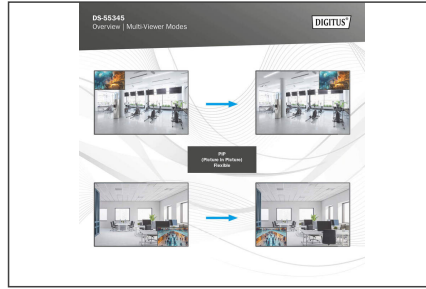 DS-55345
Overview | Multi-Viewer Modes
DIGITUS®
PiP
(Picture in Picture)
Flexible